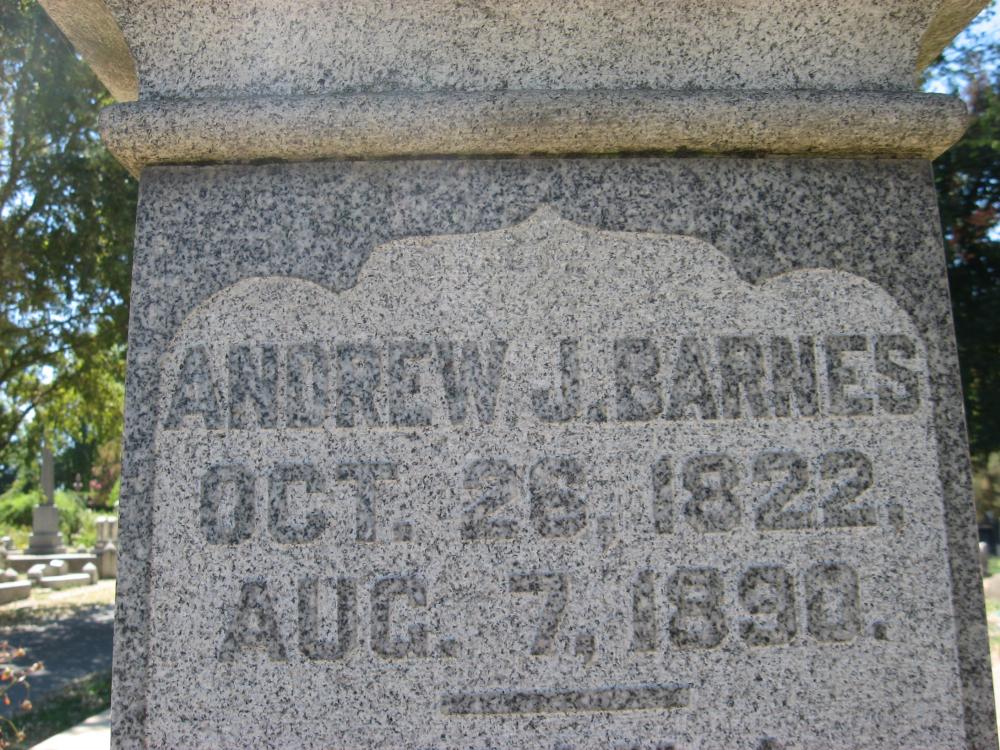 ANDREW J. BARNES
OCT. 26, 1822,
AUG. 7, 1890.